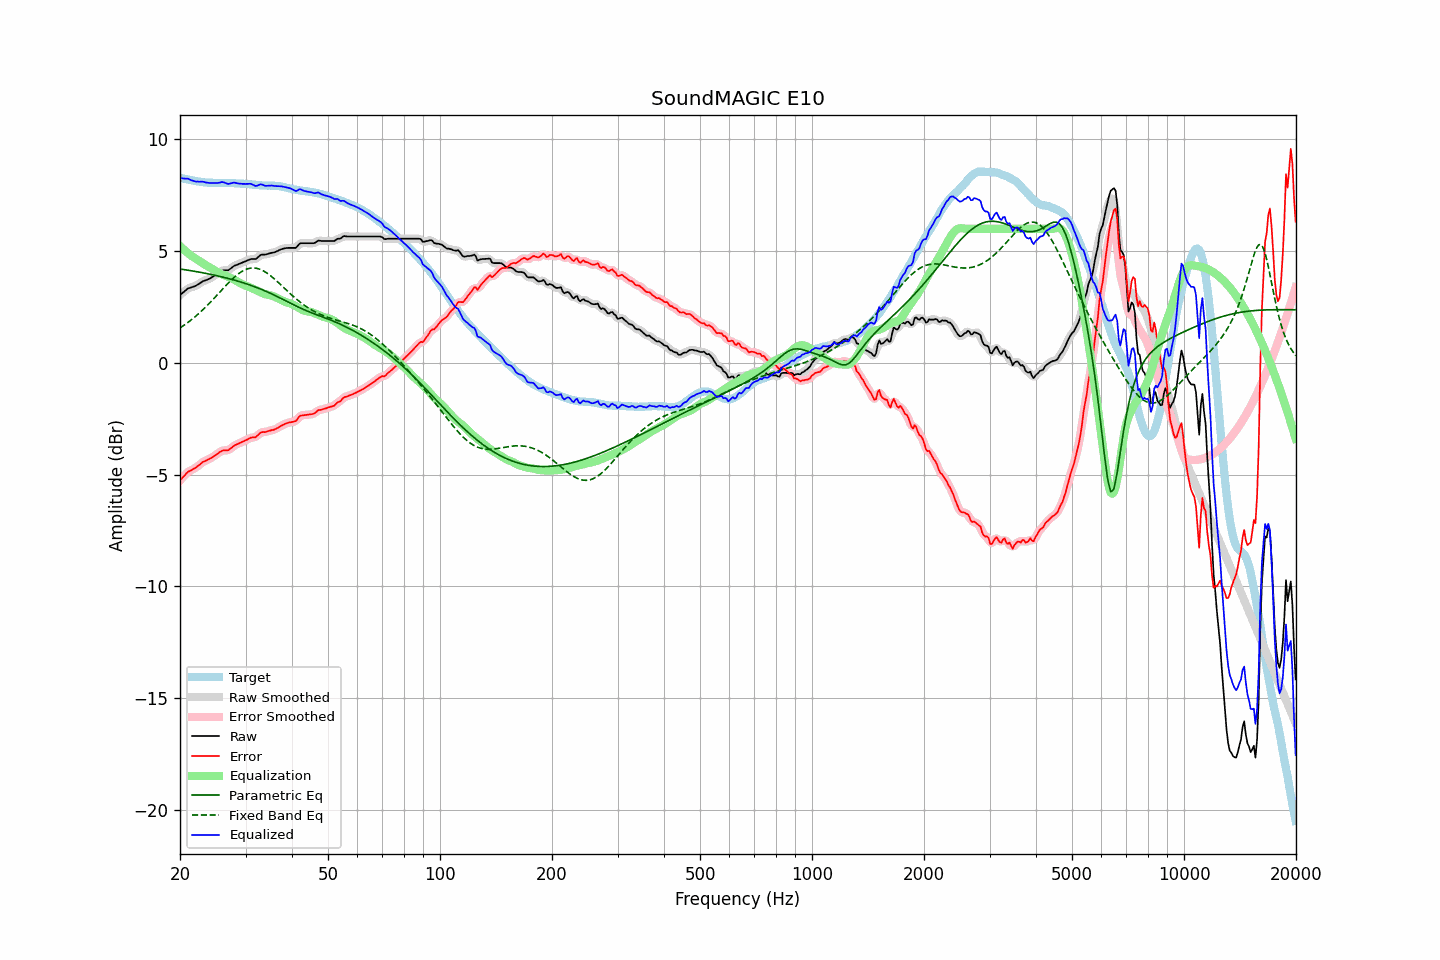 SoundMAGIC E10
Amplitude (dBr)
10
5
0
−5
−10
−15
−20
Target
Raw Smoothed
Error Smoothed
Raw
Error
Equalization
Parametric Eq
Fixed Band Eq
Equalized
20 50 100 200 500 1000 2000 5000 10000 20000
Frequency (Hz)